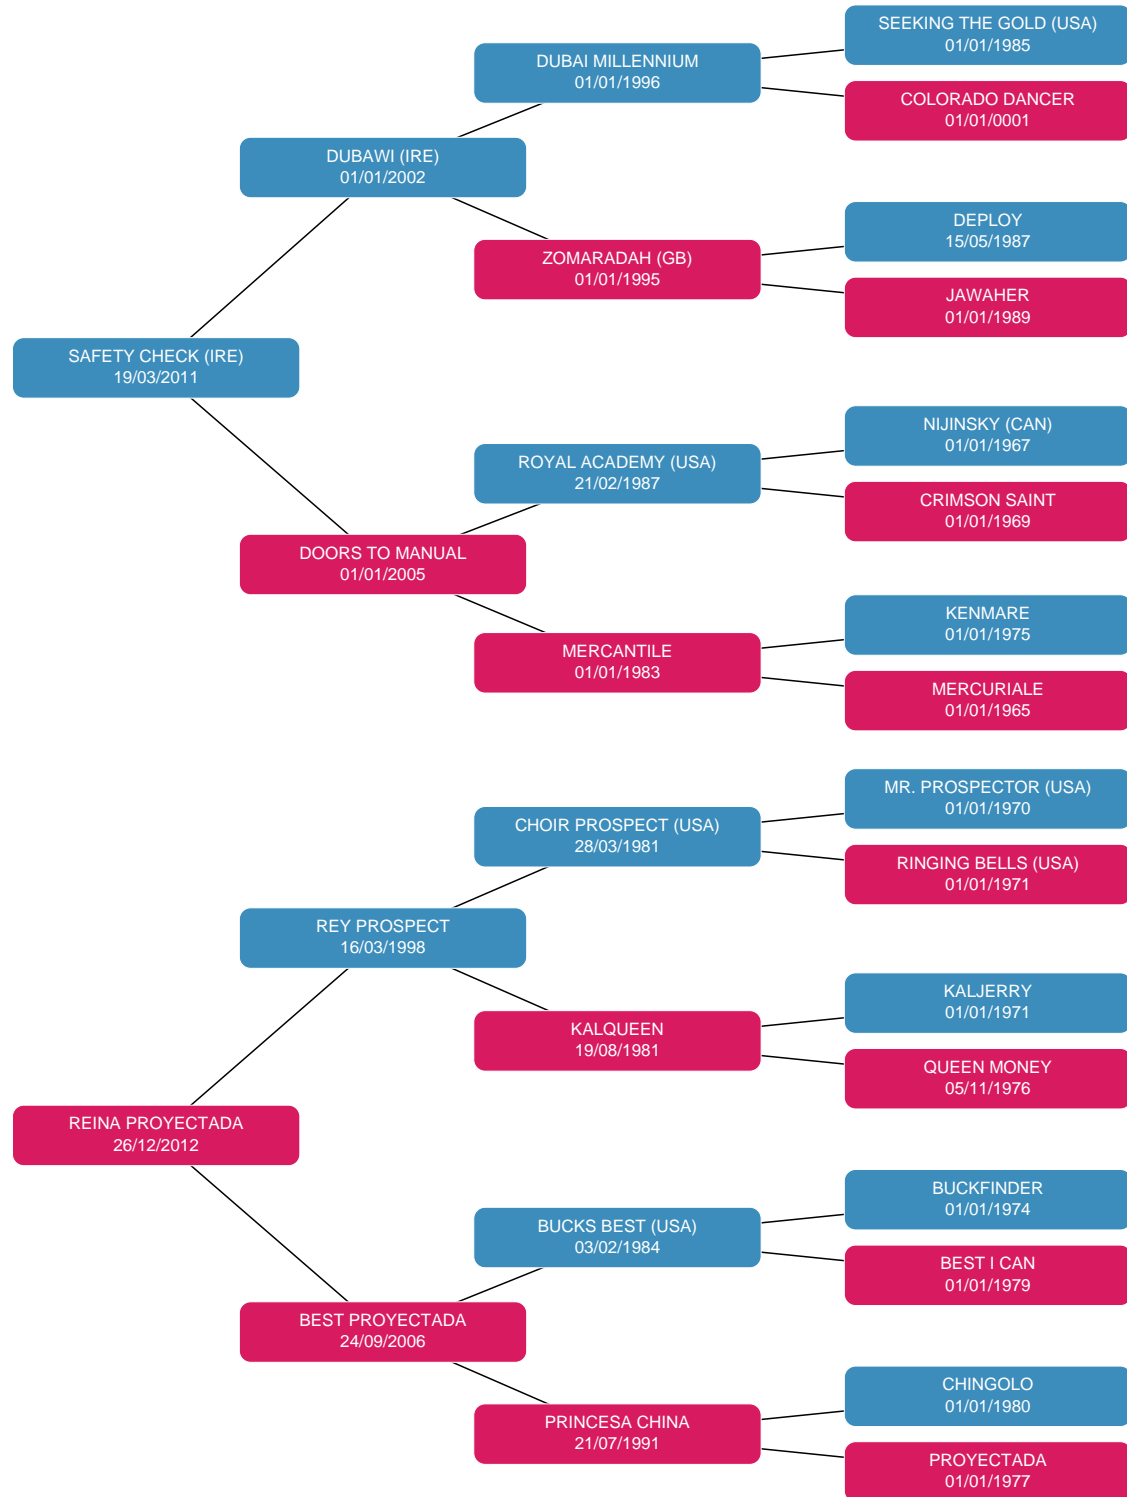 SEEKING THE GOLD (USA)
01/01/1985
DUBAI MILLENNIUM
01/01/1996
COLORADO DANCER
01/01/0001
DUBAWI (IRE)
01/01/2002
DEPLOY
15/05/1987
ZOMARADAH (GB)
01/01/1995
JAWAHER
01/01/1989
SAFETY CHECK (IRE)
19/03/2011
NIJINSKY (CAN)
01/01/1967
ROYAL ACADEMY (USA)
21/02/1987
CRIMSON SAINT
01/01/1969
DOORS TO MANUAL
01/01/2005
KENMARE
01/01/1975
MERCANTILE
01/01/1983
MERCURIALE
01/01/1965
MR. PROSPECTOR (USA)
01/01/1970
CHOIR PROSPECT (USA)
28/03/1981
RINGING BELLS (USA)
01/01/1971
REY PROSPECT
16/03/1998
KALJERRY
01/01/1971
KALQUEEN
19/08/1981
QUEEN MONEY
05/11/1976
REINA PROYECTADA
26/12/2012
BUCKFINDER
01/01/1974
BUCKS BEST (USA)
03/02/1984
BEST I CAN
01/01/1979
BEST PROYECTADA
24/09/2006
CHINGOLO
01/01/1980
PRINCESA CHINA
21/07/1991
PROYECTADA
01/01/1977